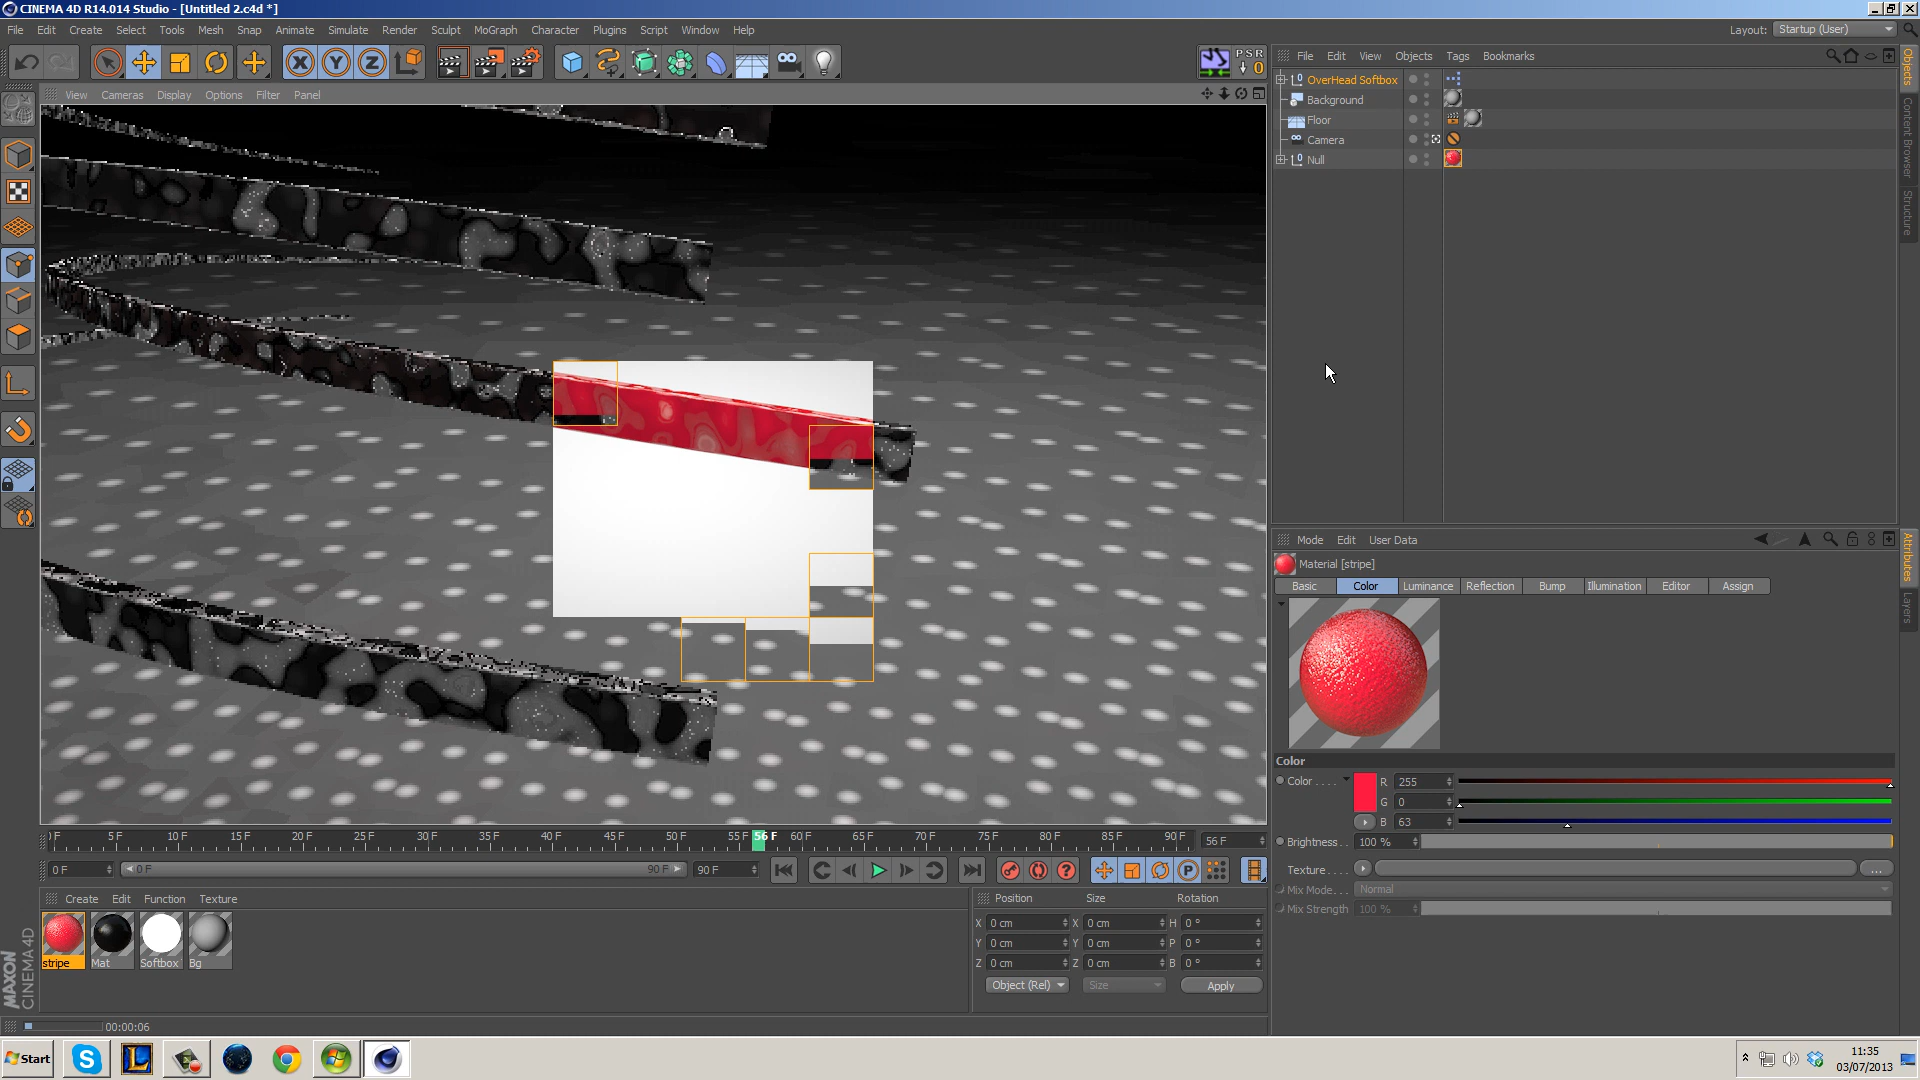 CINEMA 4D R14.014 Studio - [Untitled 2.c4d *]
File Edit Create Select Tools Mesh Snap Animate Simulate Render Sculpt MoGraph Character Plugins Script Window Help
Layout: Startup (User)
PSR
0
File Edit View Objects Tags Bookmarks
View Cameras Display Options Filter Panel
OverHead Softbox
Background
Floor
Camera
Null
Objects
Content Browser
Structure
Mode Edit User Data
Material [stripe]
Basic Color Luminance Reflection Bump Illumination Editor Assign
Attributes
Layers
Color
Color . . . . R 255
G 0
B 63
Brightness . . 100 %
Texture . . . . ...
Mix Mode . . . Normal
Mix Strength 100 %
F 5 F 10 F 15 F 20 F 25 F 30 F 35 F 40 F 45 F 50 F 55 F 56 F 60 F 65 F 70 F 75 F 80 F 85 F 90 F 56 F
0 F 0 F 90 F 90 F
Create Edit Function Texture
stripe Mat Softbox Bg
Position Size Rotation
X 0 cm X 0 cm H 0 °
Y 0 cm Y 0 cm P 0 °
Z 0 cm Z 0 cm B 0 °
Object (Rel) Size Apply
MAXON
CINEMA 4D
00:00:06
Start
11:35
03/07/2013